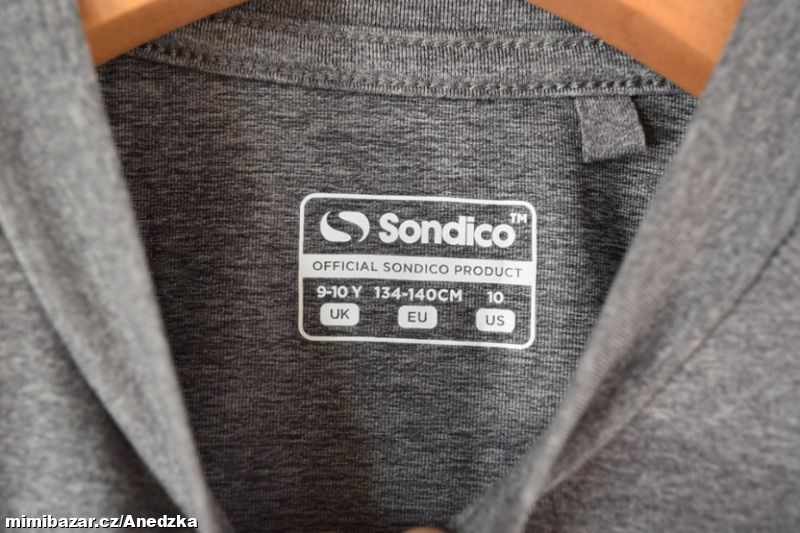 Sondico™
OFFICIAL SONDICO PRODUCT
9-10 Y 134-140CM 10
UK EU US
mimibazar.cz/Anedzka